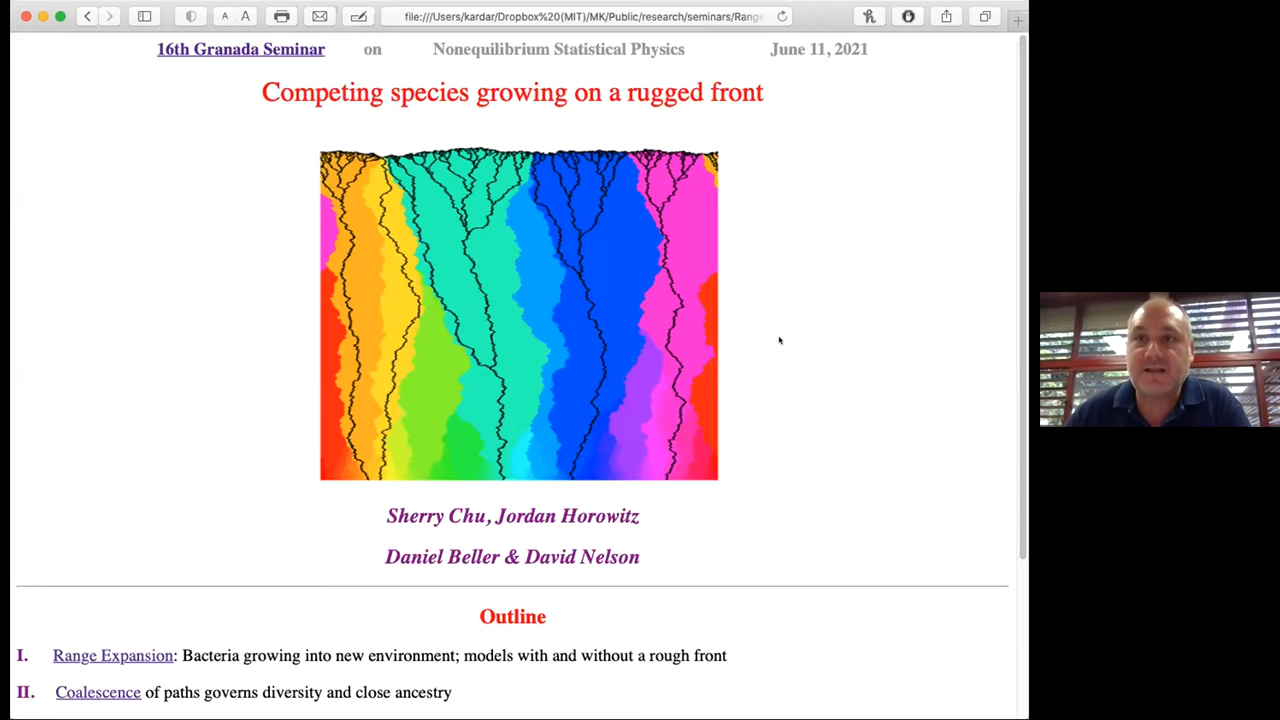 A A file:///Users/kardar/Dropbox%20(MIT)/MK/Public/research/seminars/Rang
16th Granada Seminar on Nonequilibrium Statistical Physics June 11, 2021
Competing species growing on a rugged front
Sherry Chu, Jordan Horowitz
Daniel Beller & David Nelson
Outline
I. Range Expansion: Bacteria growing into new environment; models with and without a rough front
II. Coalescence of paths governs diversity and close ancestry